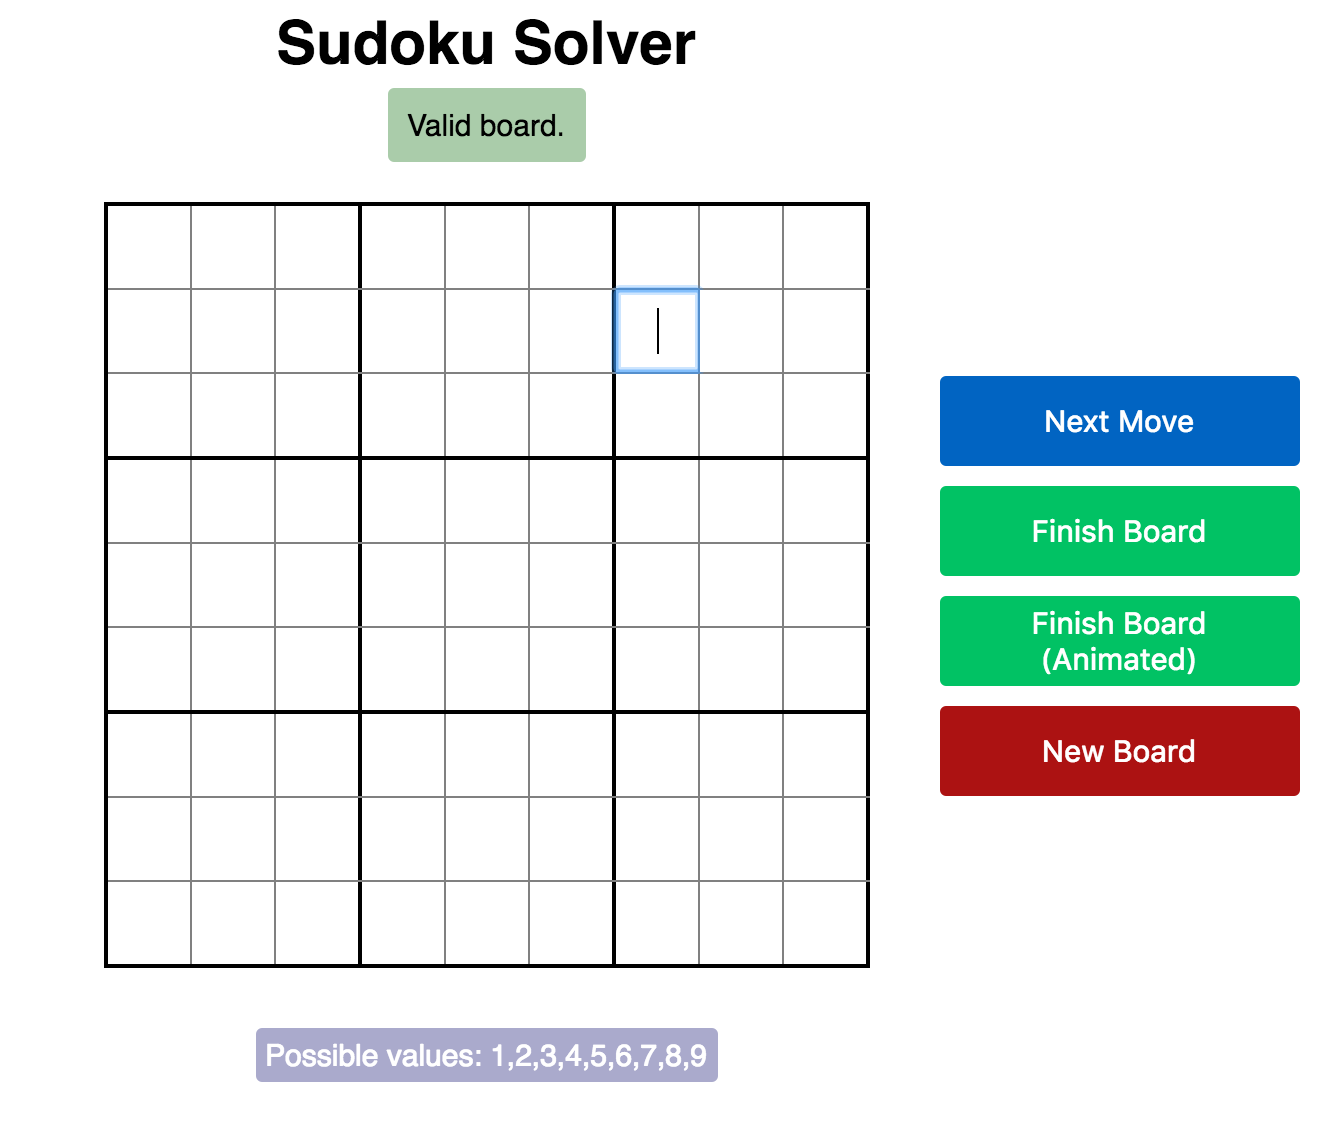 Sudoku Solver
Valid board.
Next Move
Finish Board
Finish Board
(Animated)
New Board
Possible values: 1,2,3,4,5,6,7,8,9